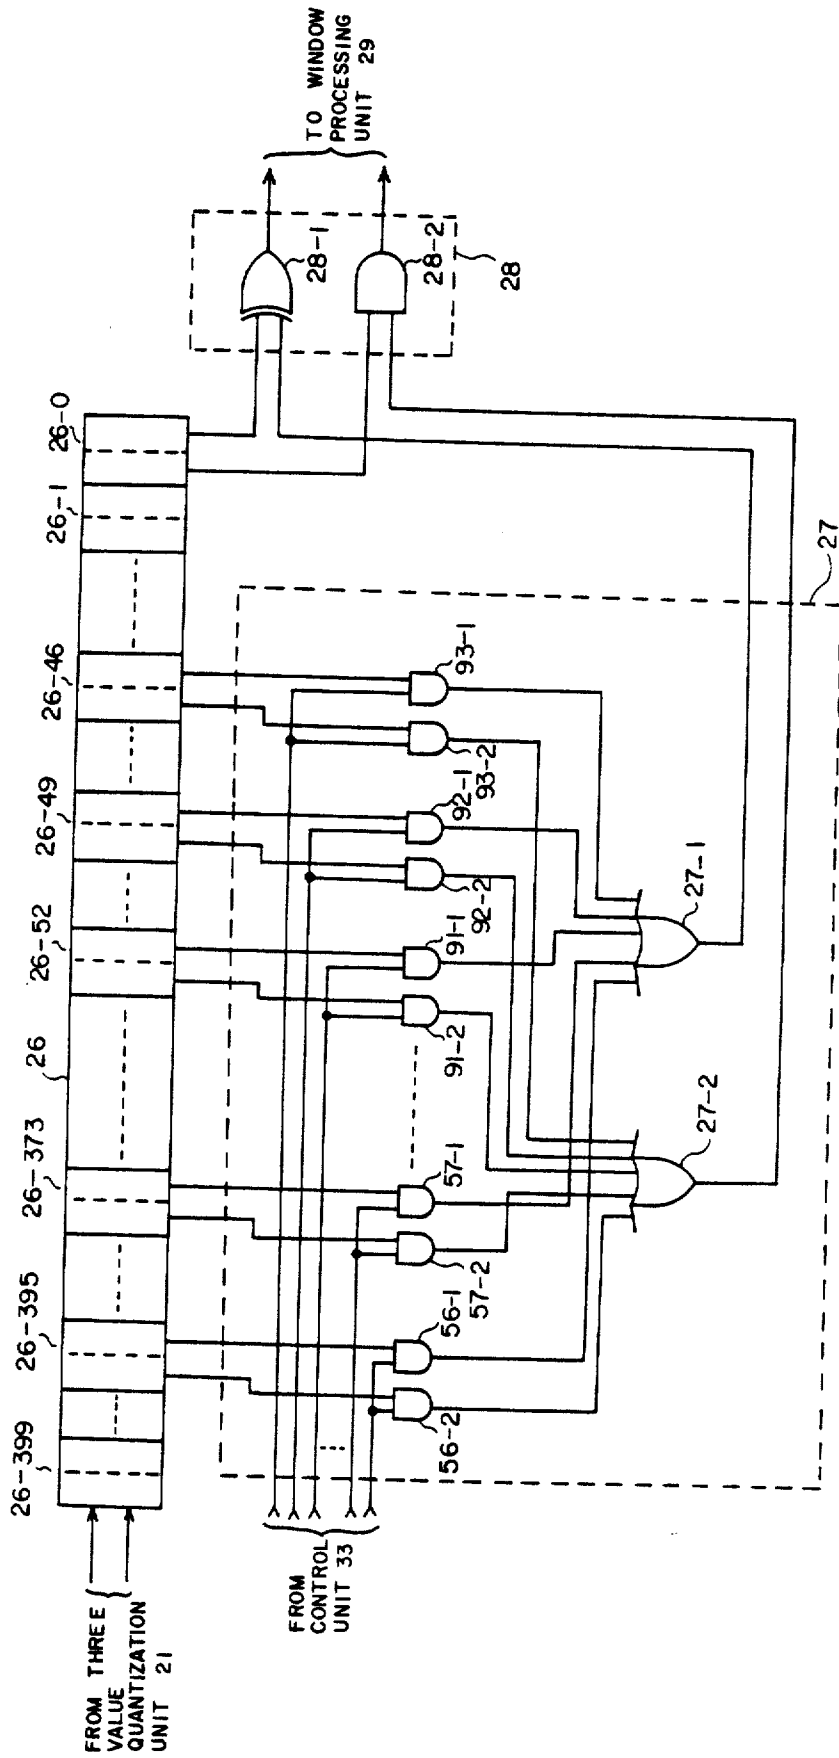 FROM THREE
VALUE
QUANTIZATION
UNIT 21
26-399
26-395
26-373
26
26-52
26-49
26-46
26-1
26-0
FROM
CONTROL
UNIT 33
56-2
56-1
57-2
57-1
91-2
91-1
92-2
92-1
93-2
93-1
27-2
27-1
27
28-1
28-2
28
TO WINDOW
PROCESSING
UNIT 29